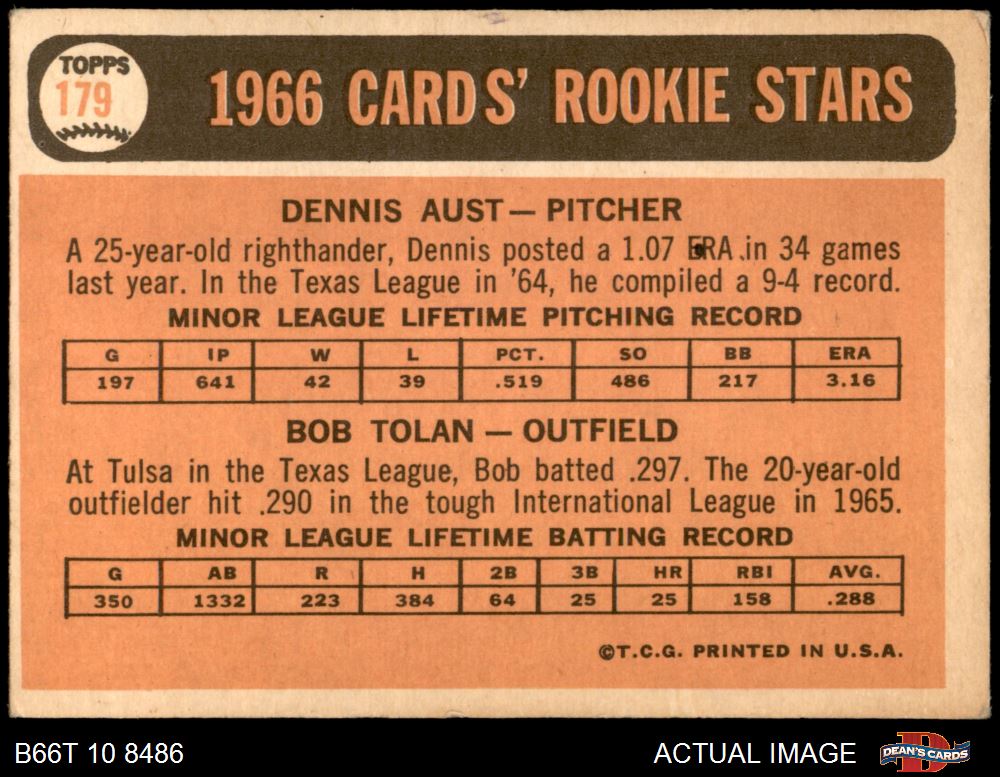 TOPPS
179
1966 CARDS' ROOKIE STARS
DENNIS AUST — PITCHER
A 25-year-old righthander, Dennis posted a 1.07 ERA in 34 games
last year. In the Texas League in '64, he compiled a 9-4 record.
MINOR LEAGUE LIFETIME PITCHING RECORD
G IP W L PCT. SO BB ERA
197 641 42 39 .519 486 217 3.16
BOB TOLAN — OUTFIELD
At Tulsa in the Texas League, Bob batted .297. The 20-year-old
outfielder hit .290 in the tough International League in 1965.
MINOR LEAGUE LIFETIME BATTING RECORD
G AB R H 2B 3B HR RBI AVG.
350 1332 223 384 64 25 25 158 .288
©T.C.G. PRINTED IN U.S.A.
B66T 10 8486 ACTUAL IMAGE
D
DEAN'S CARDS